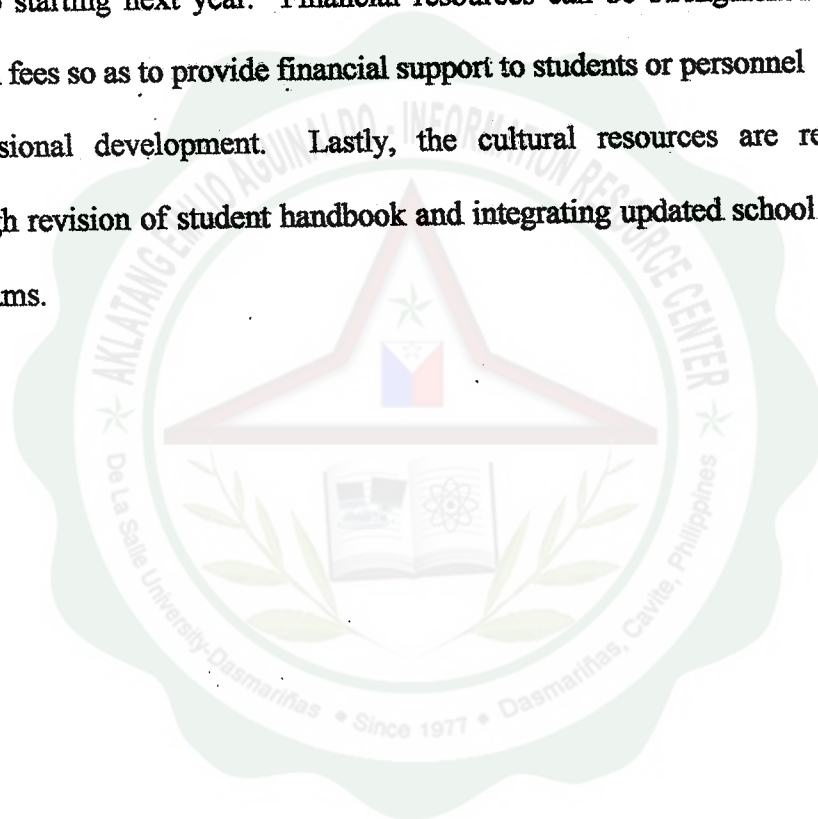 starting next year. Financial resources can be
fees so as to provide financial support to students or personnel
sional development. Lastly, the cultural resources are re
h revision of student handbook and integrating updated school
ms.
AKLATANG EMILIO AGUINALDO - INFORMATION RESOURCE CENTER
De La Salle University-Dasmariñas • Since 1977 • Dasmariñas, Cavite, Philippines